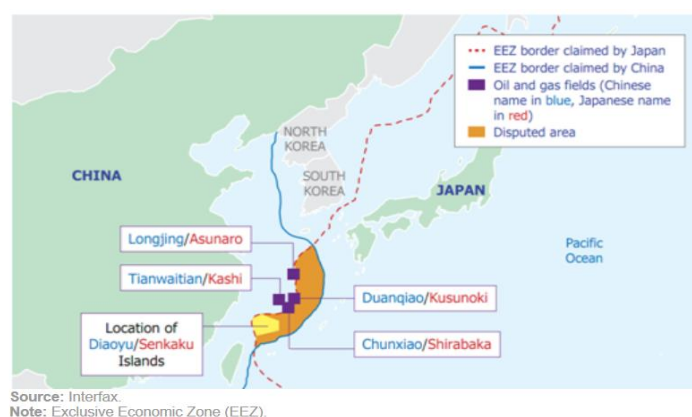 EEZ border claimed by Japan
EEZ border claimed by China
Oil and gas fields (Chinese
name in blue, Japanese name
in red)
Disputed area
NORTH
KOREA
CHINA
SOUTH
KOREA
JAPAN
Longjing/Asunaro
Pacific
Ocean
Tianwaitian/Kashi
Duanqiao/Kusunoki
Location of
Diaoyu/Senkaku
Islands
Chunxiao/Shirabaka
Source: Interfax.
Note: Exclusive Economic Zone (EEZ).